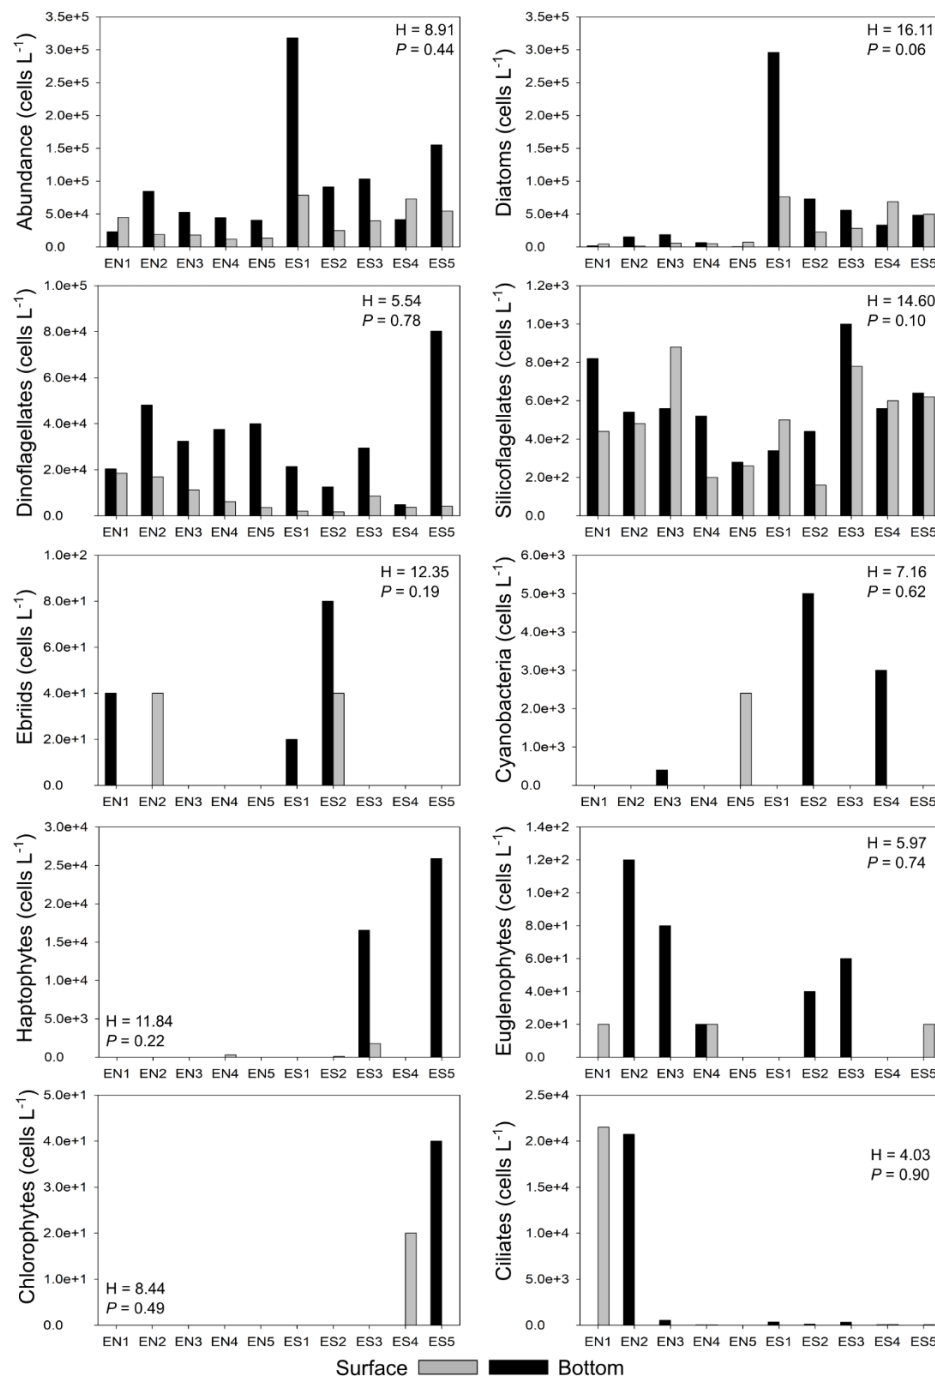 Abundance (cells L⁻¹)
3.5e+5
3.0e+5
2.5e+5
2.0e+5
1.5e+5
1.0e+5
5.0e+4
0.0
H = 8.91
P = 0.44
EN1 EN2 EN3 EN4 EN5 ES1 ES2 ES3 ES4 ES5
Diatoms (cells L⁻¹)
3.5e+5
3.0e+5
2.5e+5
2.0e+5
1.5e+5
1.0e+5
5.0e+4
0.0
H = 16.11
P = 0.06
EN1 EN2 EN3 EN4 EN5 ES1 ES2 ES3 ES4 ES5
Dinoflagellates (cells L⁻¹)
1.0e+5
8.0e+4
6.0e+4
4.0e+4
2.0e+4
0.0
H = 5.54
P = 0.78
EN1 EN2 EN3 EN4 EN5 ES1 ES2 ES3 ES4 ES5
Silicoflagellates (cells L⁻¹)
1.2e+3
1.0e+3
8.0e+2
6.0e+2
4.0e+2
2.0e+2
0.0
H = 14.60
P = 0.10
EN1 EN2 EN3 EN4 EN5 ES1 ES2 ES3 ES4 ES5
Ebriids (cells L⁻¹)
1.0e+2
8.0e+1
6.0e+1
4.0e+1
2.0e+1
0.0
H = 12.35
P = 0.19
EN1 EN2 EN3 EN4 EN5 ES1 ES2 ES3 ES4 ES5
Cyanobacteria (cells L⁻¹)
6.0e+3
5.0e+3
4.0e+3
3.0e+3
2.0e+3
1.0e+3
0.0
H = 7.16
P = 0.62
EN1 EN2 EN3 EN4 EN5 ES1 ES2 ES3 ES4 ES5
Haptophytes (cells L⁻¹)
3.0e+4
2.5e+4
2.0e+4
1.5e+4
1.0e+4
5.0e+3
0.0
H = 11.84
P = 0.22
EN1 EN2 EN3 EN4 EN5 ES1 ES2 ES3 ES4 ES5
Euglenophytes (cells L⁻¹)
1.4e+2
1.2e+2
1.0e+2
8.0e+1
6.0e+1
4.0e+1
2.0e+1
0.0
H = 5.97
P = 0.74
EN1 EN2 EN3 EN4 EN5 ES1 ES2 ES3 ES4 ES5
Chlorophytes (cells L⁻¹)
5.0e+1
4.0e+1
3.0e+1
2.0e+1
1.0e+1
0.0
H = 8.44
P = 0.49
EN1 EN2 EN3 EN4 EN5 ES1 ES2 ES3 ES4 ES5
Ciliates (cells L⁻¹)
2.5e+4
2.0e+4
1.5e+4
1.0e+4
5.0e+3
0.0
H = 4.03
P = 0.90
EN1 EN2 EN3 EN4 EN5 ES1 ES2 ES3 ES4 ES5
Surface Bottom